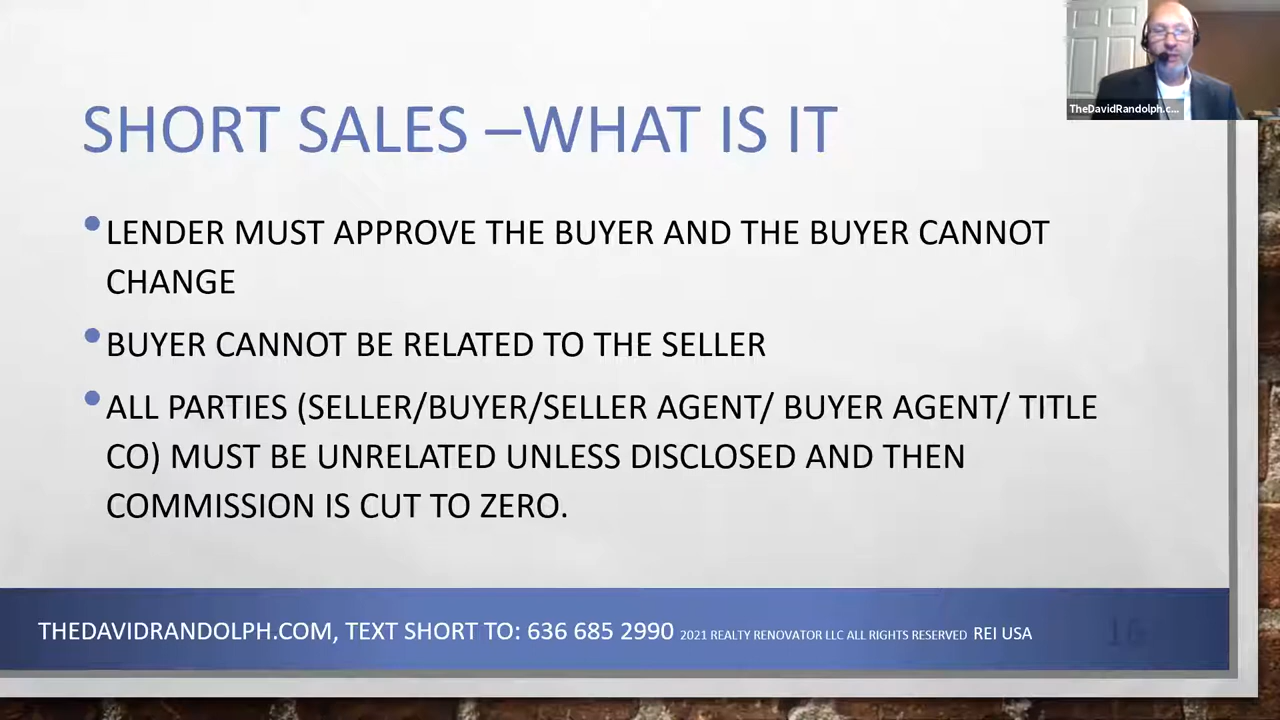 TheDavidRandolph.c...
SHORT SALES –WHAT IS IT
• LENDER MUST APPROVE THE BUYER AND THE BUYER CANNOT
CHANGE
• BUYER CANNOT BE RELATED TO THE SELLER
• ALL PARTIES (SELLER/BUYER/SELLER AGENT/ BUYER AGENT/ TITLE
CO) MUST BE UNRELATED UNLESS DISCLOSED AND THEN
COMMISSION IS CUT TO ZERO.
THEDAVIDRANDOLPH.COM, TEXT SHORT TO: 636 685 2990 2021 REALTY RENOVATOR LLC ALL RIGHTS RESERVED REI USA
16